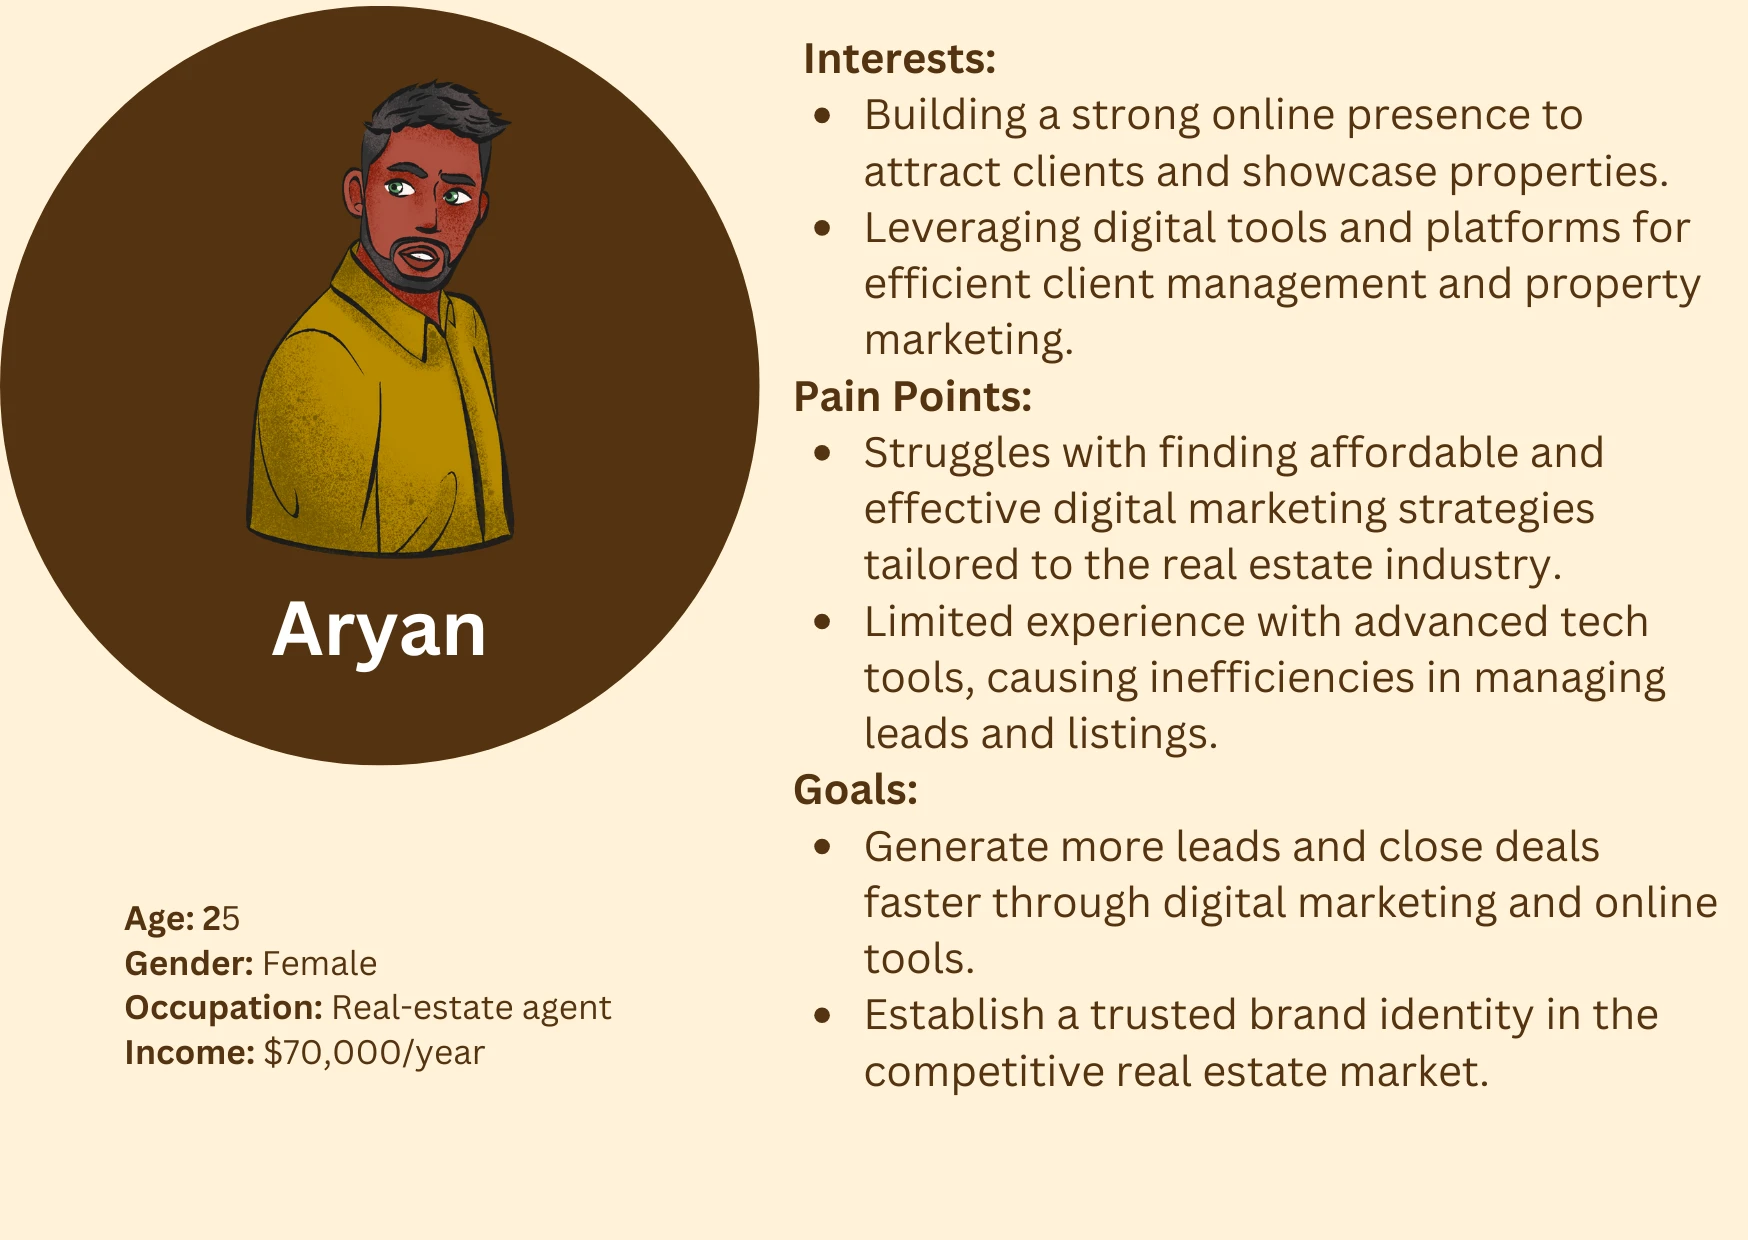 Aryan
Age: 25
Gender: Female
Occupation: Real-estate agent
Income: $70,000/year
Interests:
• Building a strong online presence to
attract clients and showcase properties.
• Leveraging digital tools and platforms for
efficient client management and property
marketing.
Pain Points:
• Struggles with finding affordable and
effective digital marketing strategies
tailored to the real estate industry.
• Limited experience with advanced tech
tools, causing inefficiencies in managing
leads and listings.
Goals:
• Generate more leads and close deals
faster through digital marketing and online
tools.
• Establish a trusted brand identity in the
competitive real estate market.